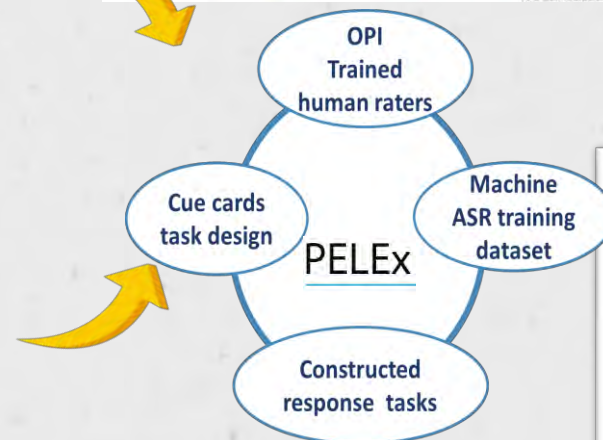 OPI
Trained
human raters
Cue cards
task design
Machine
ASR training
dataset
PELEx
Constructed
response tasks